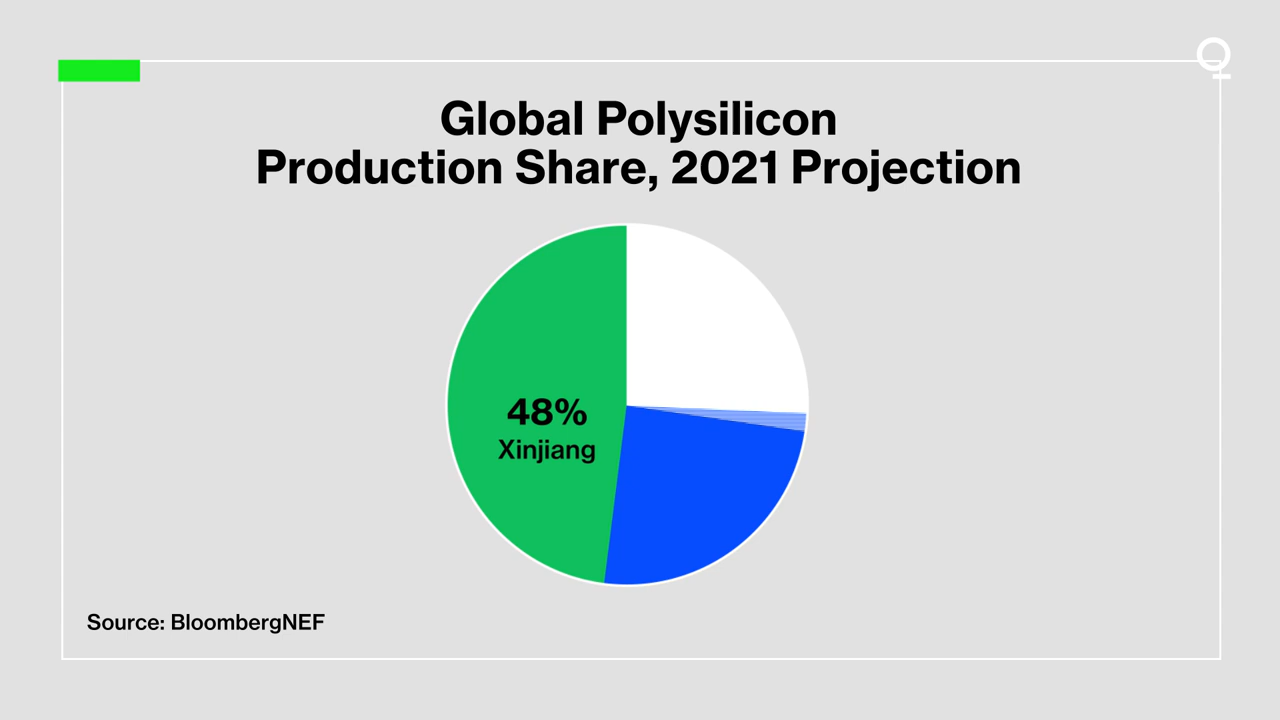 Global Polysilicon
Production Share, 2021 Projection
48%
Xinjiang
Source: BloombergNEF